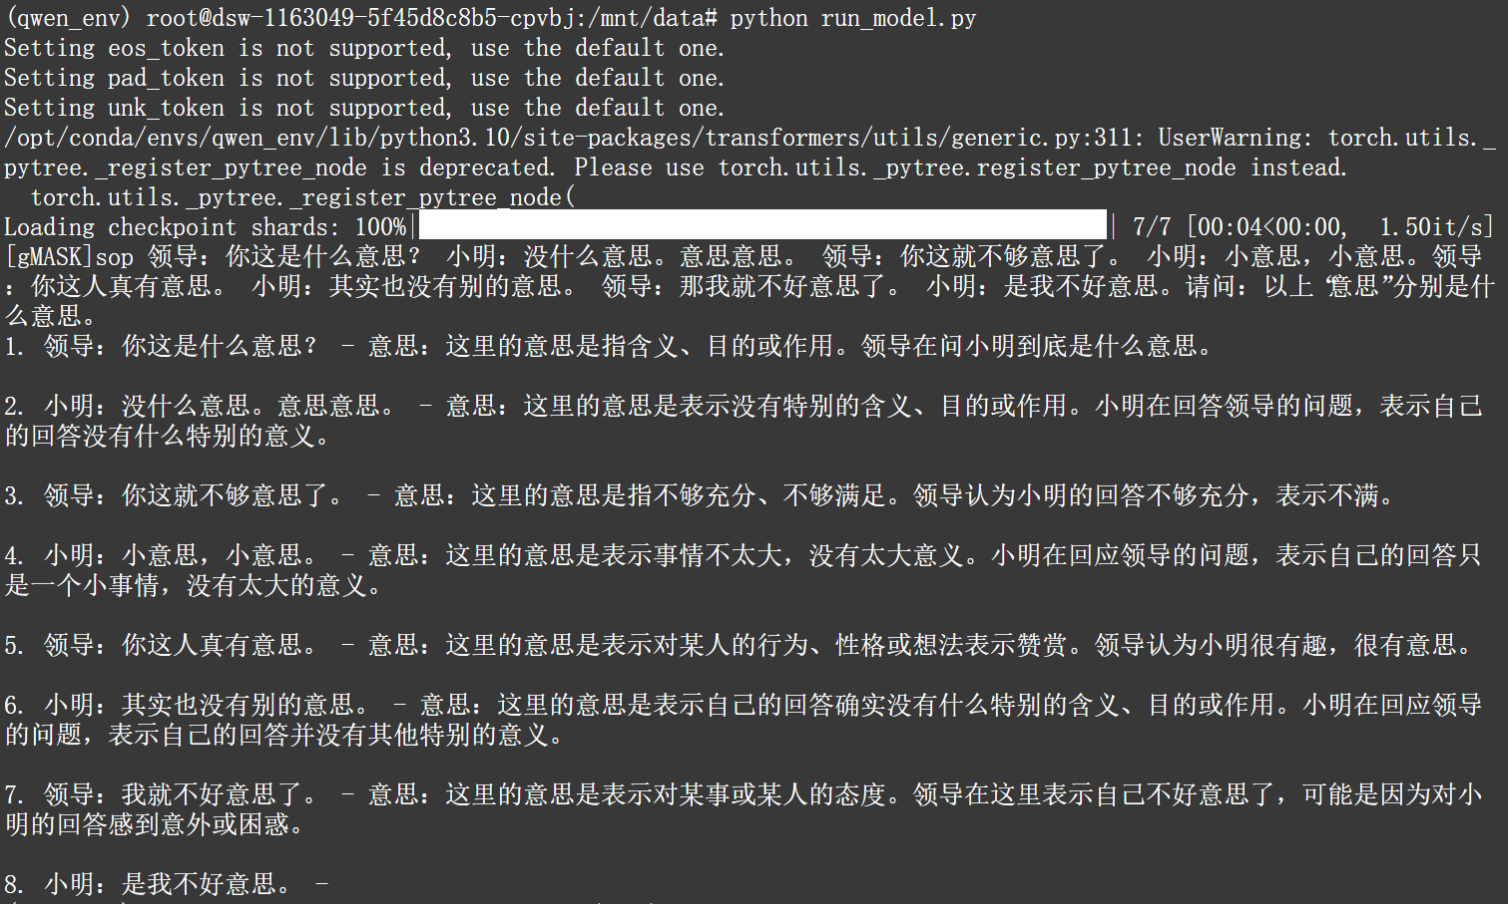 (qwen_env) root@dsw-1163049-5f45d8c8b5-cpvbj:/mnt/data# python run_model.py
Setting eos_token is not supported, use the default one.
Setting pad_token is not supported, use the default one.
Setting unk_token is not supported, use the default one.
/opt/conda/envs/qwen_env/lib/python3.10/site-packages/transformers/utils/generic.py:311: UserWarning: torch.utils._
pytree._register_pytree_node is deprecated. Please use torch.utils._pytree.register_pytree_node instead.
  torch.utils._pytree._register_pytree_node(
Loading checkpoint shards: 100%| | 7/7 [00:04<00:00,  1.50it/s]
[gMASK]sop 领导：你这是什么意思？ 小明：没什么意思。意思意思。 领导：你这就不够意思了。 小明：小意思，小意思。领导
：你这人真有意思。 小明：其实也没有别的意思。 领导：那我就不好意思了。 小明：是我不好意思。请问：以上“意思”分别是什
么意思。
1. 领导：你这是什么意思？ - 意思：这里的意思是指含义、目的或作用。领导在问小明到底是什么意思。
2. 小明：没什么意思。意思意思。 - 意思：这里的意思是表示没有特别的含义、目的或作用。小明在回答领导的问题，表示自己
的回答没有什么特别的意义。
3. 领导：你这就不够意思了。 - 意思：这里的意思是指不够充分、不够满足。领导认为小明的回答不够充分，表示不满。
4. 小明：小意思，小意思。 - 意思：这里的意思是表示事情不太大，没有太大意义。小明在回应领导的问题，表示自己的回答只
是一个小事情，没有太大的意义。
5. 领导：你这人真有意思。 - 意思：这里的意思是表示对某人的行为、性格或想法表示赞赏。领导认为小明很有趣，很有意思。
6. 小明：其实也没有别的意思。 - 意思：这里的意思是表示自己的回答确实没有什么特别的含义、目的或作用。小明在回应领导
的问题，表示自己的回答并没有其他特别的意义。
7. 领导：我就不好意思了。 - 意思：这里的意思是表示对某事或某人的态度。领导在这里表示自己不好意思了，可能是因为对小
明的回答感到意外或困惑。
8. 小明：是我不好意思。 -